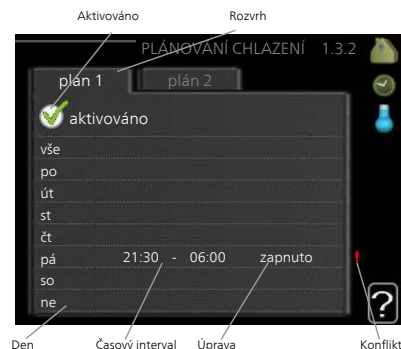 Aktivováno Rozvrh
PLÁNOVÁNÍ CHLAZENÍ 1.3.2
plán 1 plán 2
aktivováno
vše
po
út
st
čt
pá 21:30 - 06:00 zapnuto !
so
ne
?
Den Časový interval Úprava Konflikt